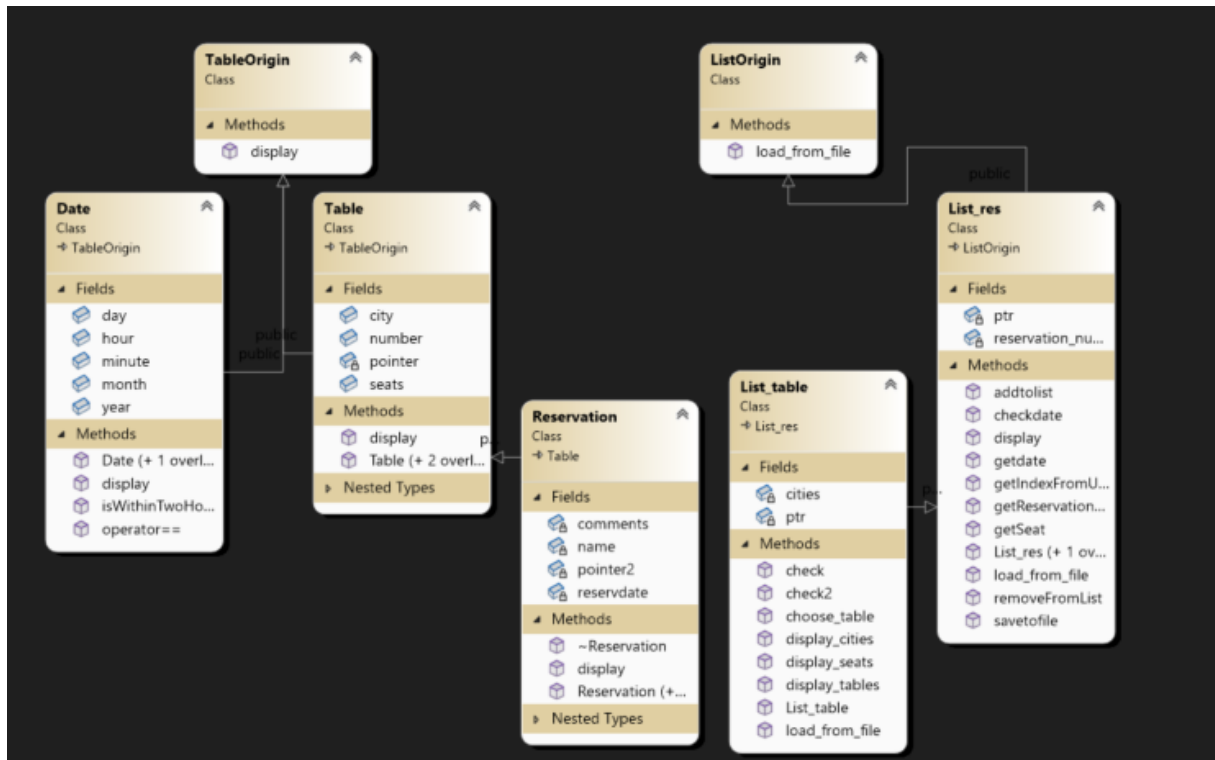 TableOrigin
Class
Methods
display
ListOrigin
Class
Methods
load_from_file
public
Date
Class
TableOrigin
Fields
day
hour
minute
month
year
Methods
Date (+ 1 overl...
display
isWithinTwoHo...
operator==
public
public
Table
Class
TableOrigin
Fields
city
number
pointer
seats
Methods
display
Table (+ 2 overl...
Nested Types
p...
Reservation
Class
Table
Fields
comments
name
pointer2
reservdate
Methods
~Reservation
display
Reservation (+...
Nested Types
List_table
Class
List_res
Fields
cities
ptr
Methods
check
check2
choose_table
display_cities
display_seats
display_tables
List_table
load_from_file
p...
List_res
Class
ListOrigin
Fields
ptr
reservation_nu...
Methods
addtolist
checkdate
display
getdate
getIndexFromU...
getReservation...
getSeat
List_res (+ 1 ov...
load_from_file
removeFromList
savetofile